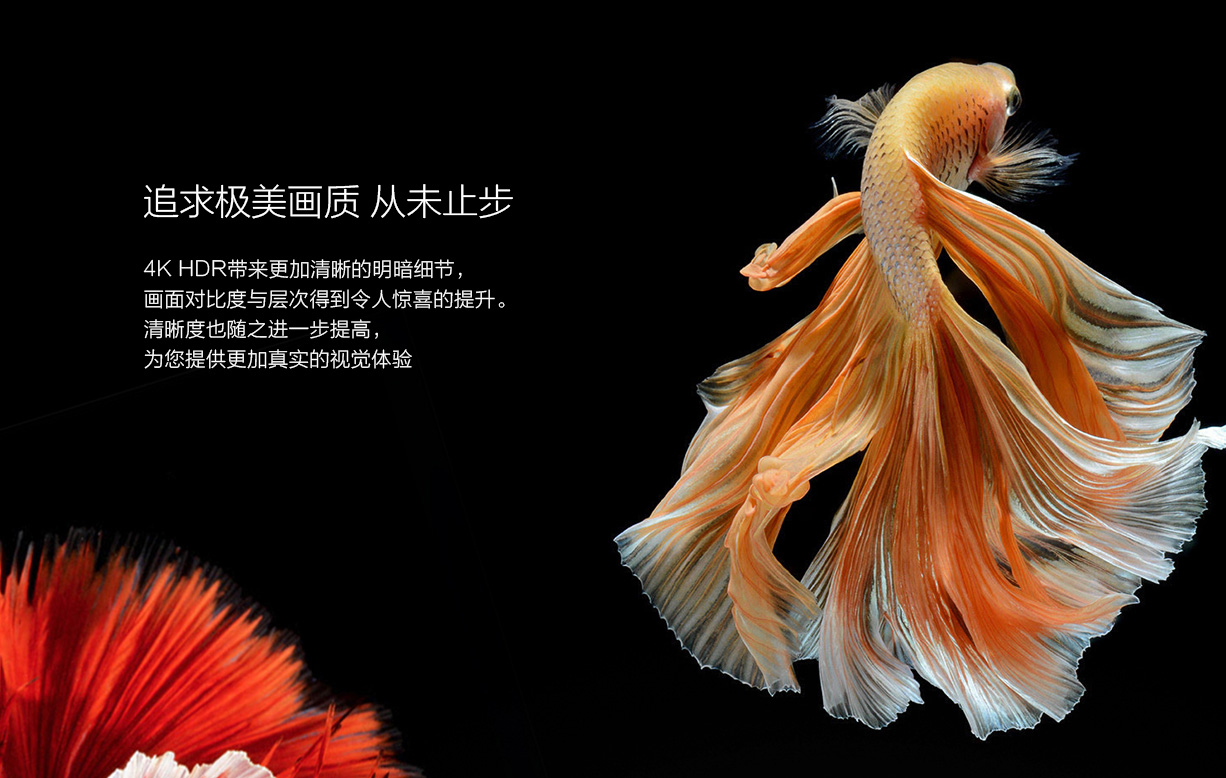 追求极美画质 从未止步
4K HDR带来更加清晰的明暗细节，
画面对比度与层次得到令人惊喜的提升。
清晰度也随之进一步提高，
为您提供更加真实的视觉体验